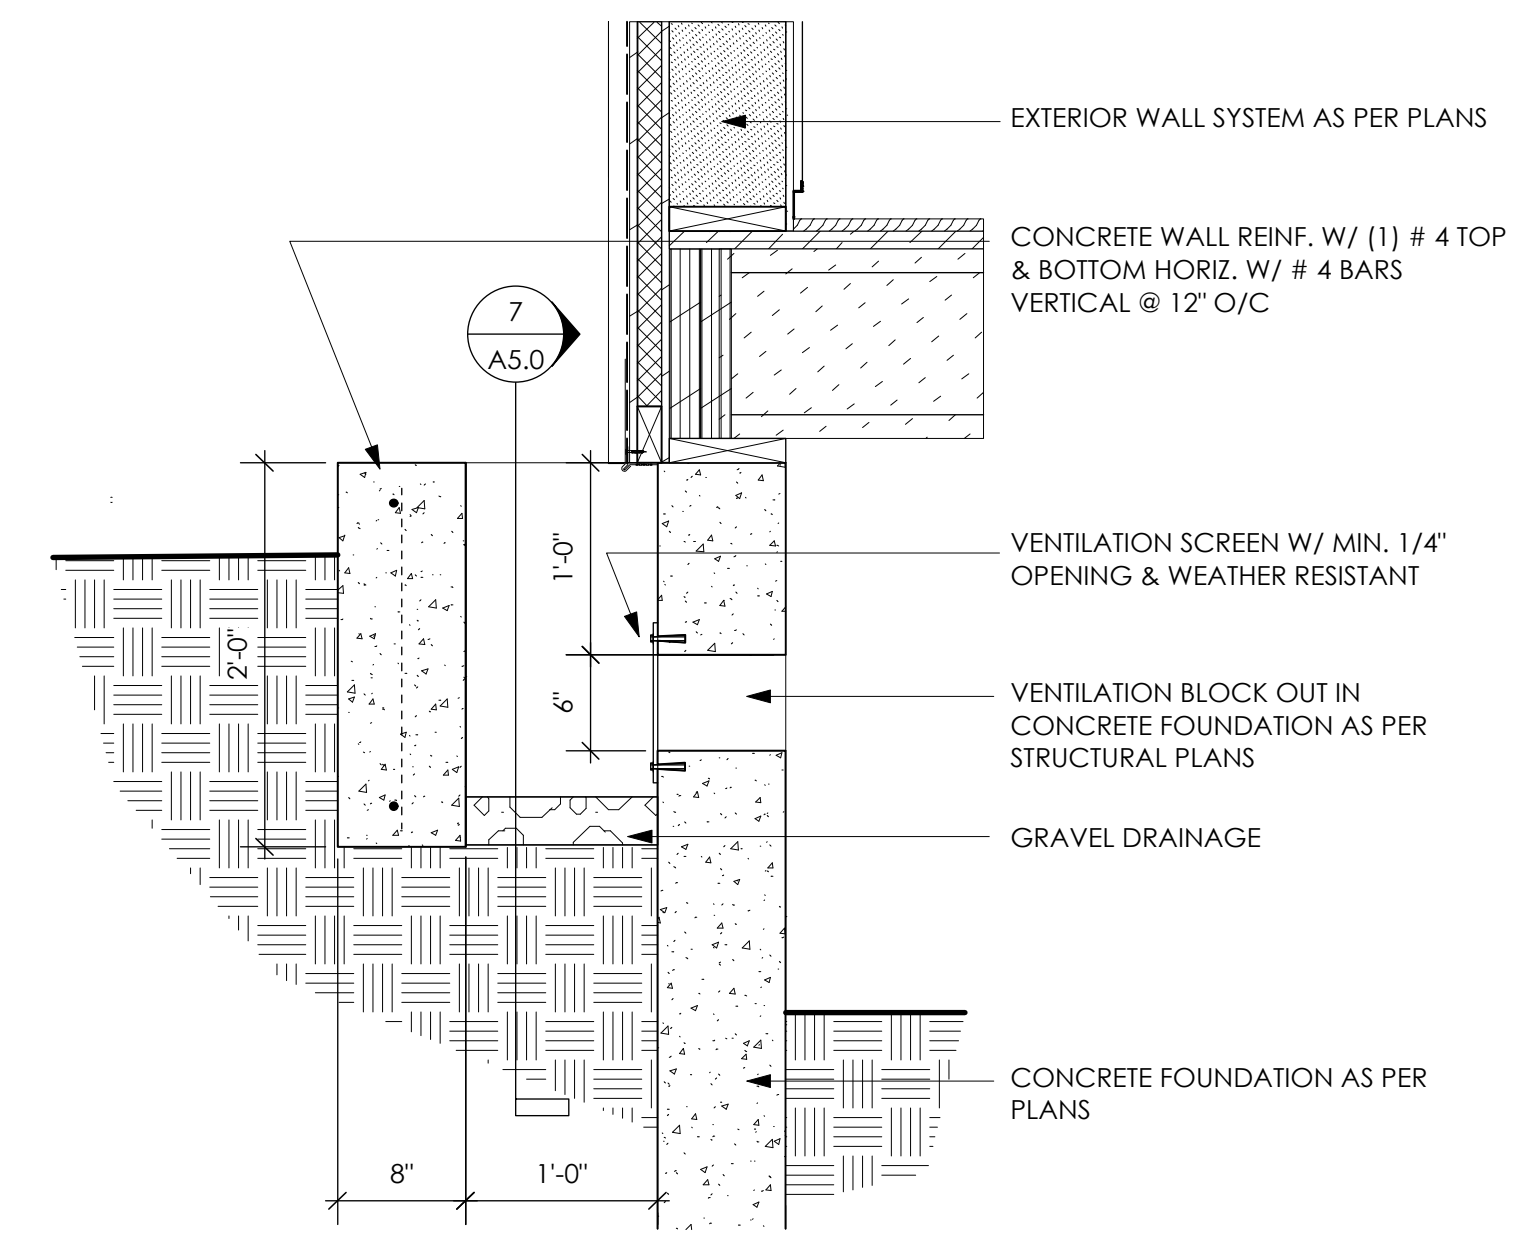 EXTERIOR WALL SYSTEM AS PER PLANS
CONCRETE WALL REINF. W/ (1) # 4 TOP
& BOTTOM HORIZ. W/ # 4 BARS
VERTICAL @ 12" O/C
7
A5.0
VENTILATION SCREEN W/ MIN. 1/4"
OPENING & WEATHER RESISTANT
1'-0"
2'-0"
6"
VENTILATION BLOCK OUT IN
CONCRETE FOUNDATION AS PER
STRUCTURAL PLANS
GRAVEL DRAINAGE
CONCRETE FOUNDATION AS PER
PLANS
8"
1'-0"